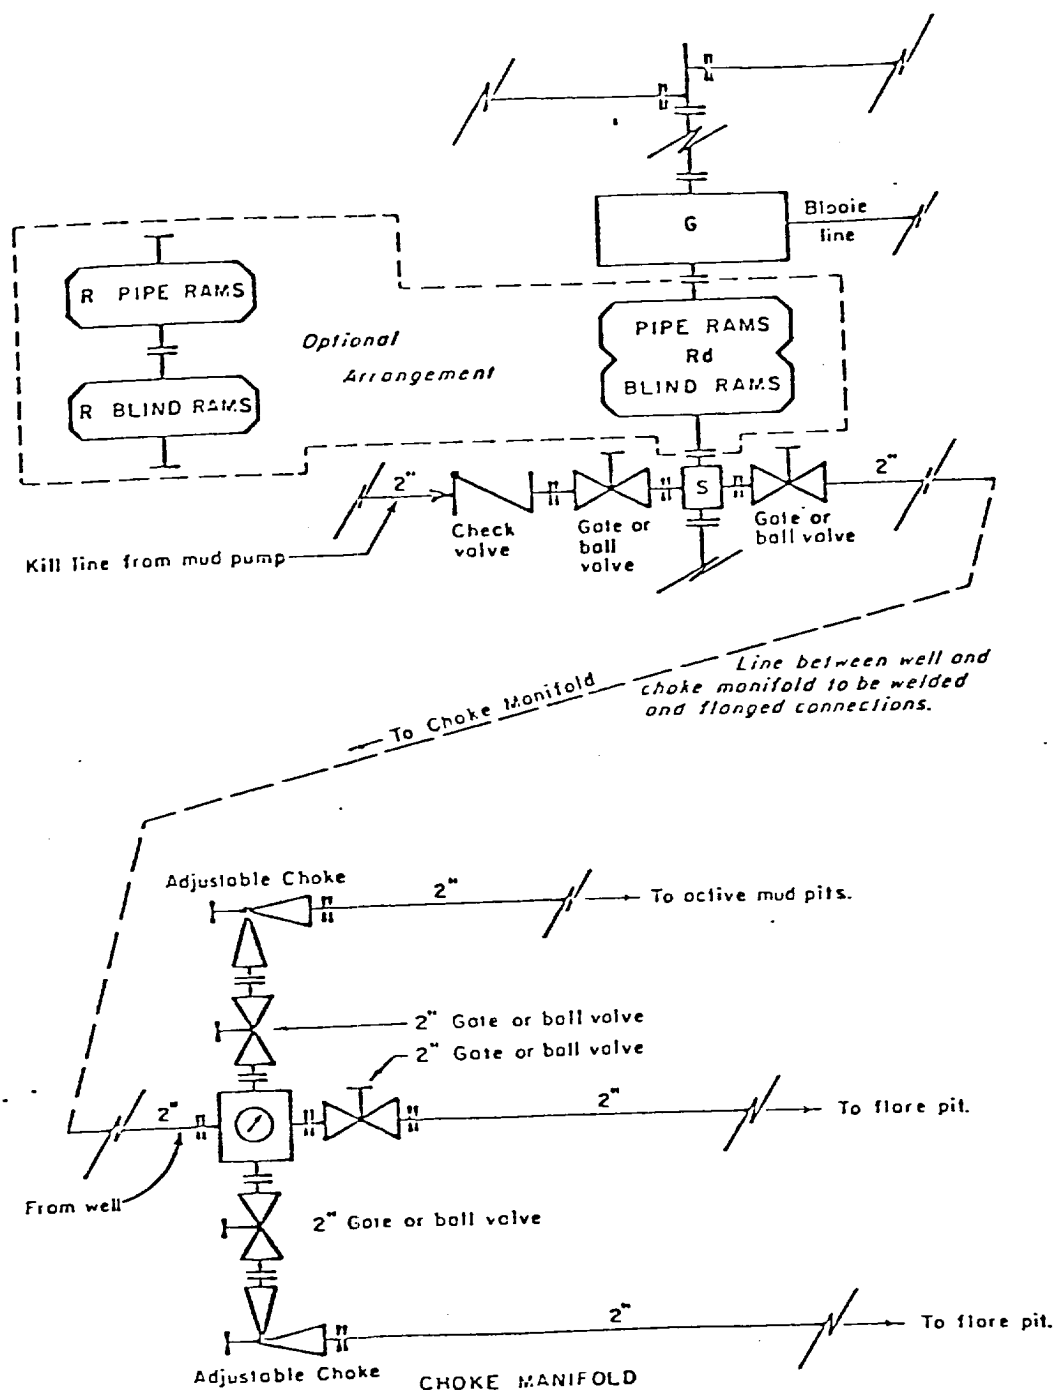 G
Blooie
line
R PIPE RAMS
R BLIND RAMS
Optional
Arrangement
PIPE RAMS
Rd
BLIND RAMS
2"
S
2"
Check
valve
Gate or
ball
valve
Gate or
ball valve
Kill line from mud pump
Line between well and
choke manifold to be welded
and flanged connections.
To Choke Manifold
Adjustable Choke
2"
To active mud pits.
2" Gate or ball valve
2" Gate or ball valve
2"
2"
To flare pit.
From well
2" Gate or ball valve
2"
To flare pit.
Adjustable Choke
CHOKE MANIFOLD